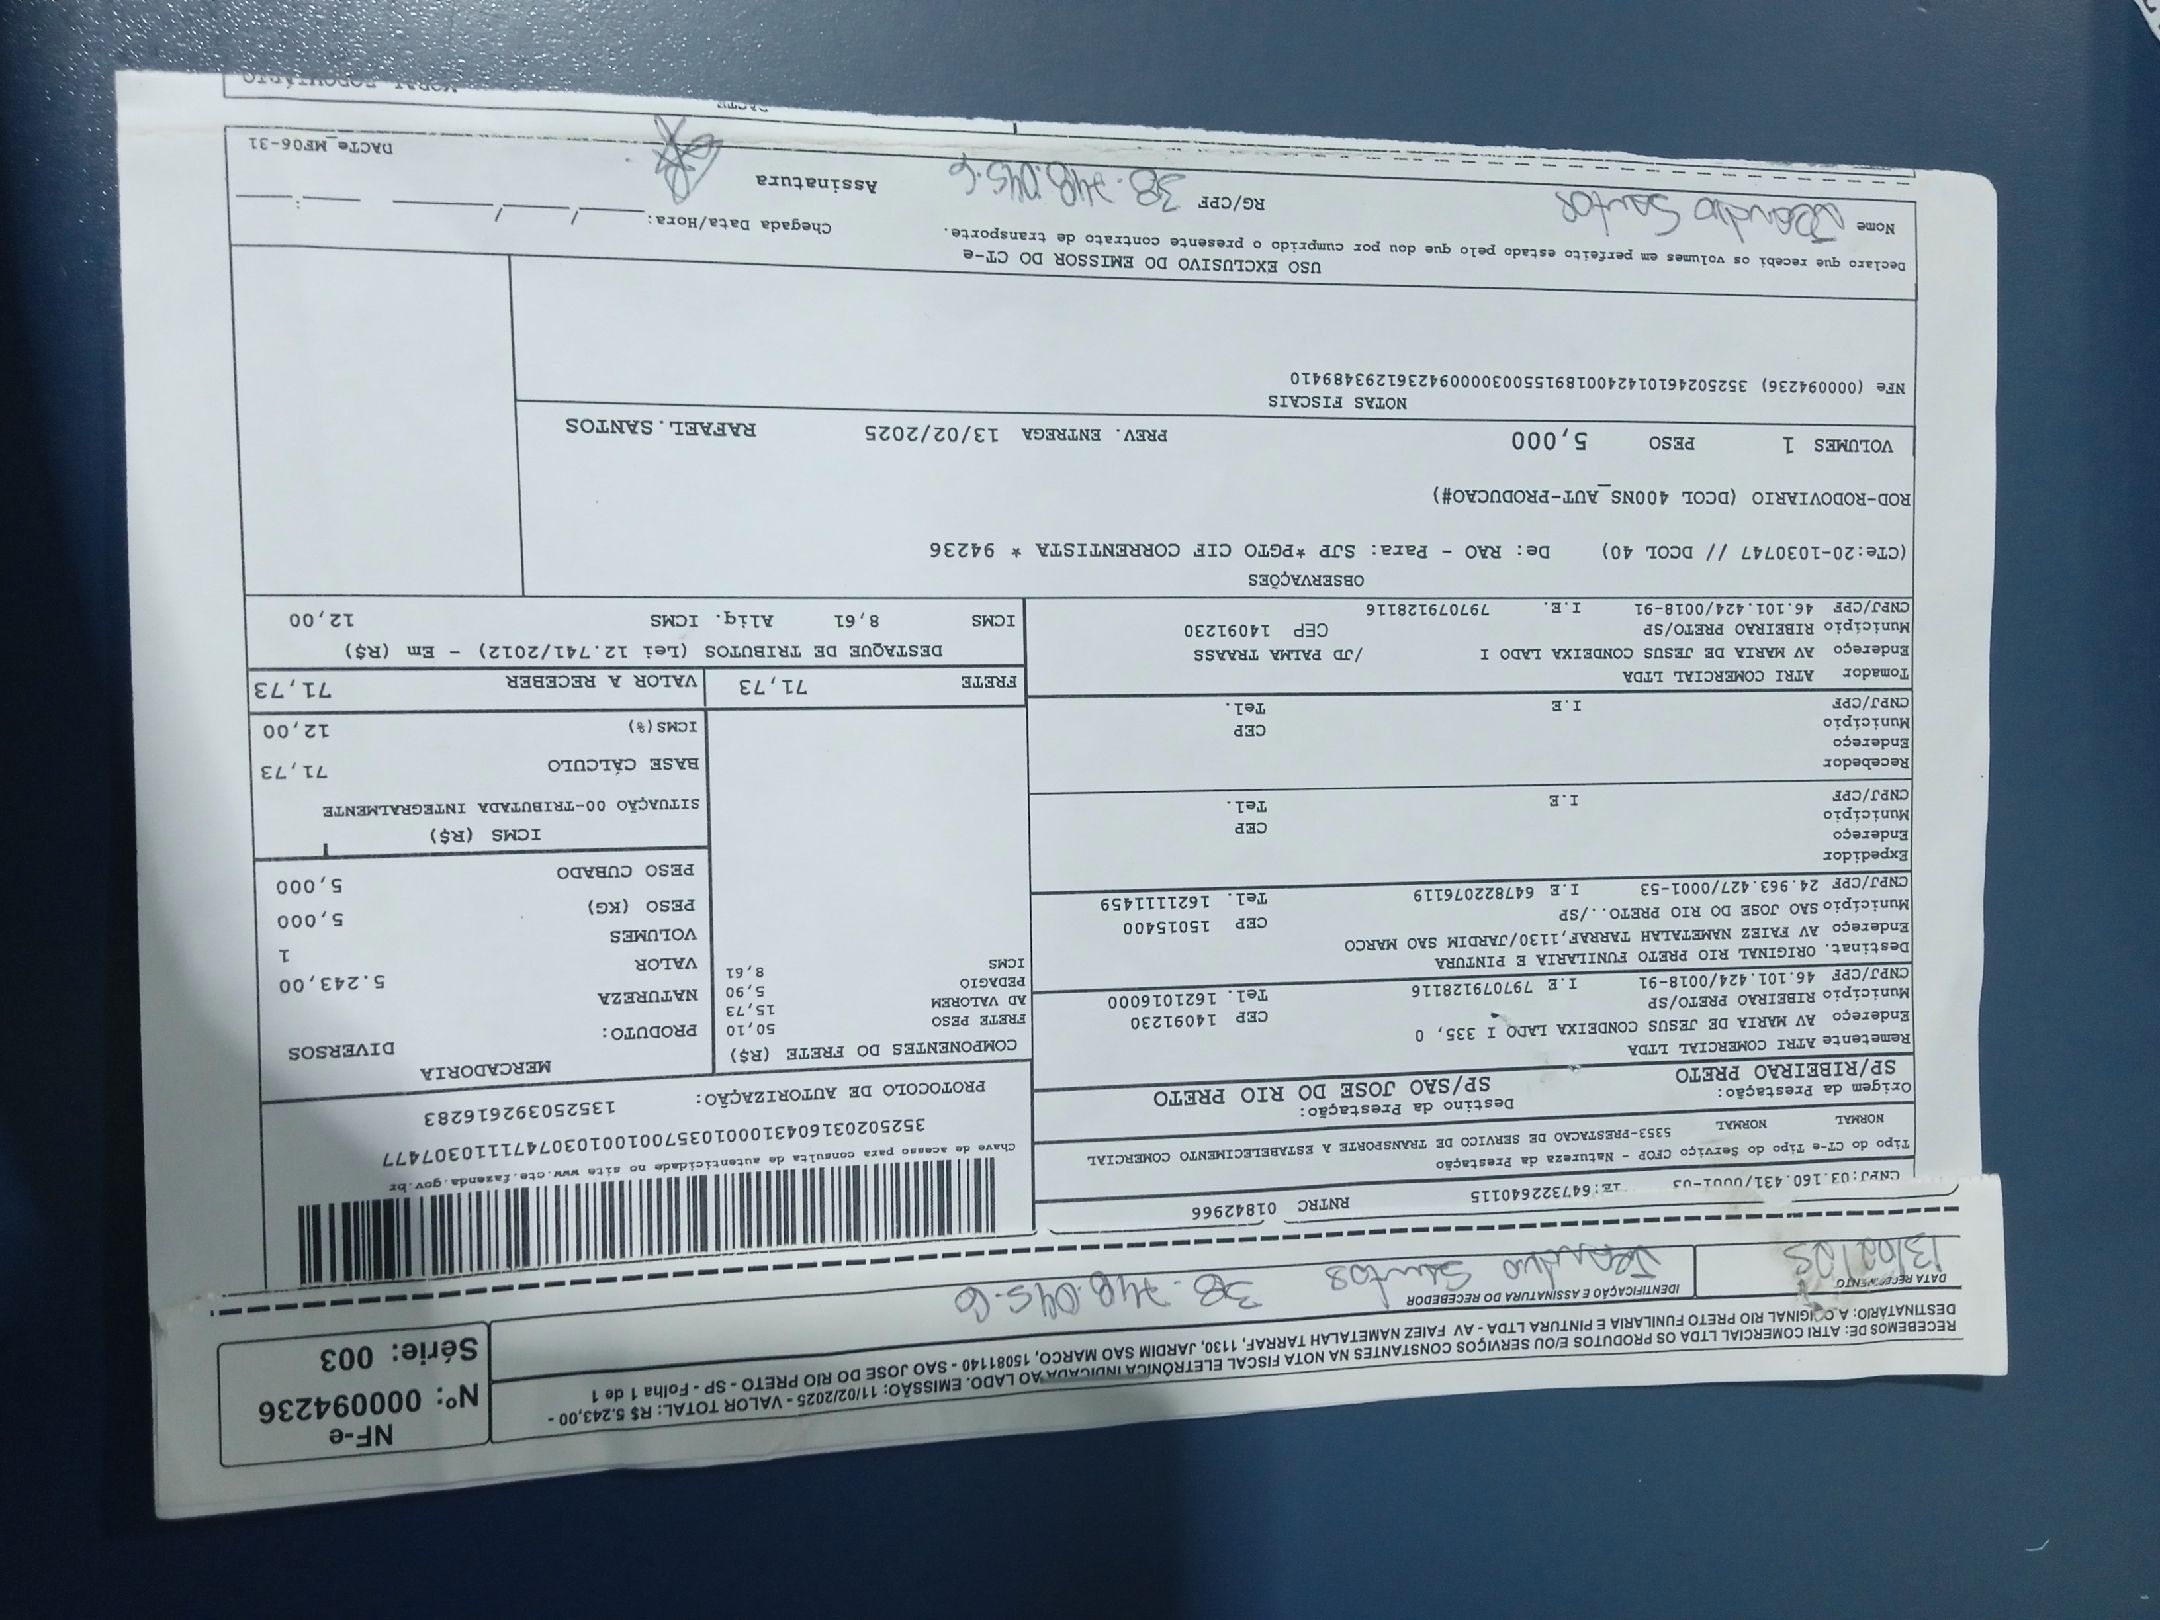 RECEBEMOS DE: ATRI COMERCIAL LTDA OS PRODUTOS E/OU SERVIÇOS CONSTANTES NA NOTA FISCAL ELETRÔNICA INDICADA AO LADO. EMISSÃO: 11/02/2025 - VALOR TOTAL: R$ 5.243,00 -
DESTINATÁRIO: A ORIGINAL RIO PRETO FUNILARIA E PINTURA LTDA - AV FAIEZ NAMETALAH TARRAF, 1130, JARDIM SAO MARCO, 15081140 - SAO JOSE DO RIO PRETO - SP - Folha 1 de 1
NF-e
Nº: 000094236
Série: 003
DATA RECEBIMENTO
IDENTIFICAÇÃO E ASSINATURA DO RECEBEDOR
Santos 38.748.045-6
CNPJ:03.160.431/0001-03 IE:647322640115 RNTRC 01842966
Tipo do CT-e Tipo do Serviço CFOP - Natureza da Prestação
NORMAL NORMAL 5353-PRESTACAO DE SERVICO DE TRANSPORTE A ESTABELECIMENTO COMERCIAL
Origem da Prestação: Destino da Prestação:
SP/RIBEIRAO PRETO SP/SAO JOSE DO RIO PRETO
Chave de acesso para consulta de autenticidade no site www.cte.fazenda.gov.br
35250203160431000103570010010307471111030 7477
PROTOCOLO DE AUTORIZAÇÃO: 135250392616283
Remetente ATRI COMERCIAL LTDA
Endereço AV MARIA DE JESUS CONDEIXA LADO I 335, 0
Município RIBEIRAO PRETO/SP CEP 14091230
CNPJ/CPF 46.101.424/0018-91 I.E 797079128116 Tel. 1621016000
Destinat. ORIGINAL RIO PRETO FUNILARIA E PINTURA
Endereço AV FAIEZ NAMETALAH TARRAF,1130/JARDIM SAO MARCO
Município SAO JOSE DO RIO PRETO../SP CEP 15015400
CNPJ/CPF 24.963.427/0001-53 I.E 647822076119 Tel. 162111459
Expedidor
Endereço
Município CEP
CNPJ/CPF I.E Tel.
Recebedor
Endereço
Município CEP
CNPJ/CPF I.E Tel.
Tomador ATRI COMERCIAL LTDA
Endereço AV MARIA DE JESUS CONDEIXA LADO I /JD PALMA TRAASS
Município RIBEIRAO PRETO/SP CEP 14091230
CNPJ/CPF 46.101.424/0018-91 I.E. 797079128116
COMPONENTES DO FRETE (R$)
FRETE PESO 50,10
AD VALOREM 15,73
PEDAGIO 5,90
ICMS 8,61
MERCADORIA
PRODUTO: DIVERSOS
NATUREZA
VALOR 5.243,00
VOLUMES 1
PESO (KG) 5,000
PESO CUBADO 5,000
ICMS (R$)
SITUAÇÃO 00-TRIBUTADA INTEGRALMENTE
BASE CÁLCULO 71,73
ICMS(%) 12,00
FRETE 71,73 VALOR A RECEBER 71,73
DESTAQUE DE TRIBUTOS (Lei 12.741/2012) - Em (R$)
ICMS 8,61 Aliq. ICMS 12,00
OBSERVAÇÕES
(CTe:20-1030747 // DCOL 40) De: RAO - Para: SJP *PGTO CIF CORRENTISTA * 94236
ROD-RODOVIARIO (DCOL 400NS_AUT-PRODUCAO#)
VOLUMES 1 PESO 5,000 PREV. ENTREGA 13/02/2025 RAFAEL.SANTOS
NOTAS FISCAIS
NFe (000094236) 35250246101424001891550030000942361293489410
USO EXCLUSIVO DO EMISSOR DO CT-e
Declaro que recebi os volumes em perfeito estado pelo que dou por cumprido o presente contrato de transporte.
Chegada Data/Hora: ____/____/____ ___:___
Nome Santos RG/CPF 38.748.045-6 Assinatura
DACTe_MF06-31